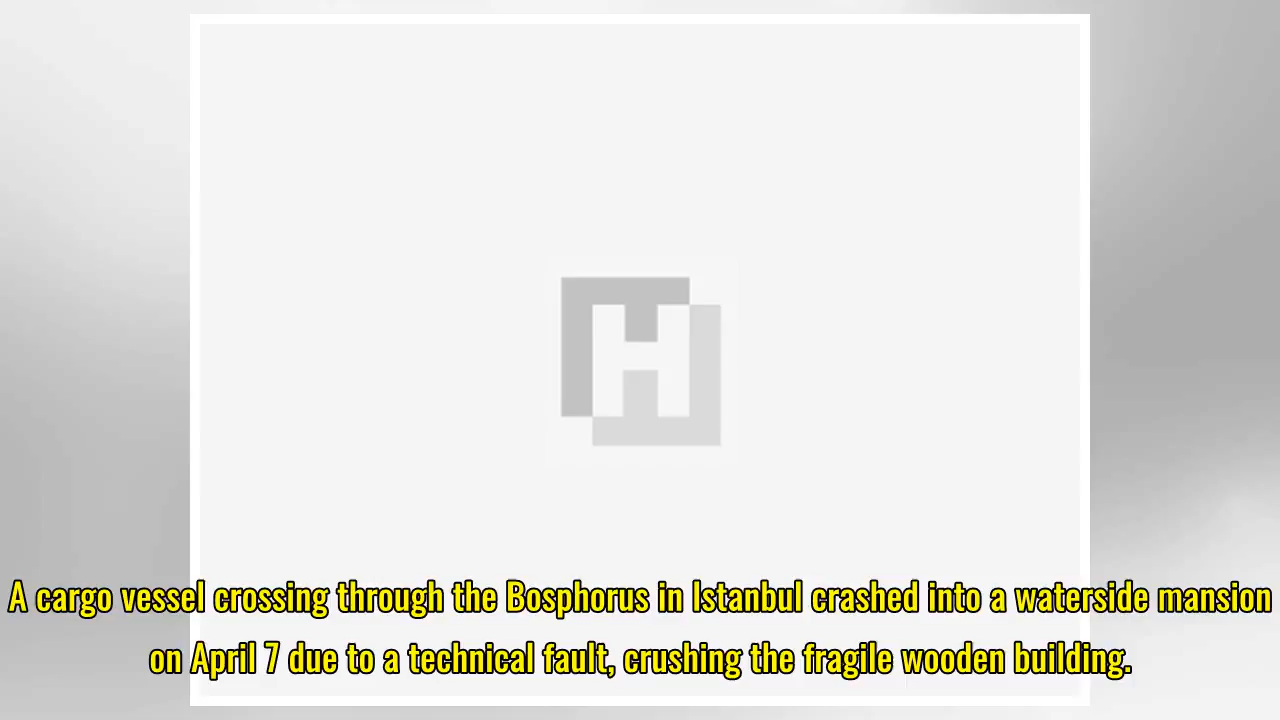 A cargo vessel crossing through the Bosphorus in Istanbul crashed into a waterside mansion
on April 7 due to a technical fault, crushing the fragile wooden building.